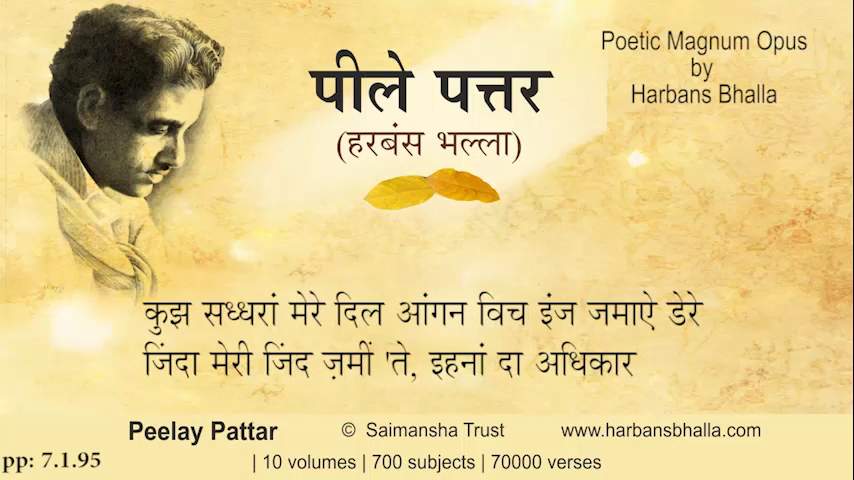 पीले पत्तर
(हरबंस भल्ला)
Poetic Magnum Opus
by
Harbans Bhalla
कुझ सध्धरां मेरे दिल आंगन विच इंज जमाऐ डेरे
जिंदा मेरी जिंद ज़मीं 'ते, इहनां दा अधिकार
Peelay Pattar © Saimansha Trust www.harbansbhalla.com
pp: 7.1.95 | 10 volumes | 700 subjects | 70000 verses